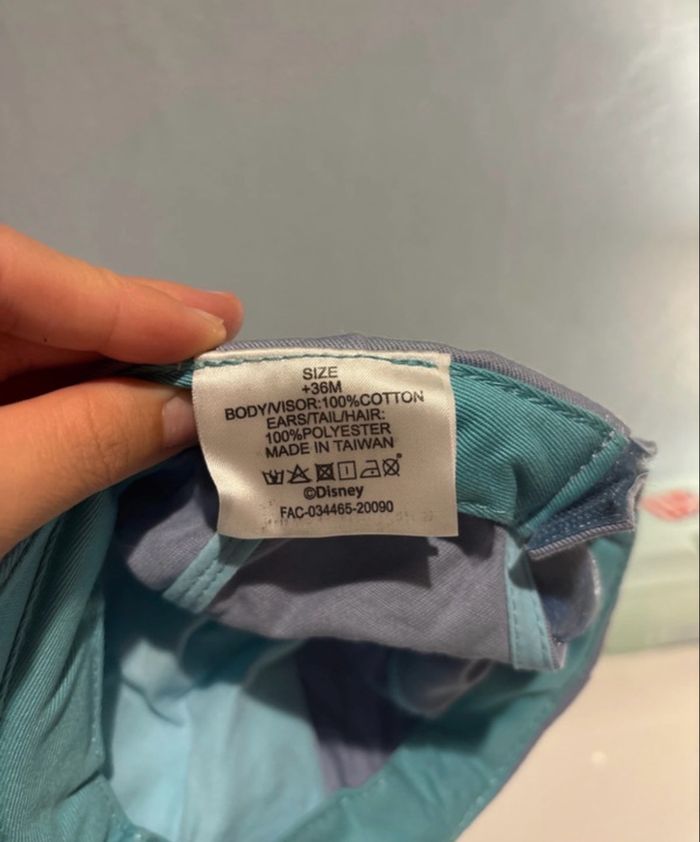 SIZE
+36M
BODY/VISOR:100%COTTON
EARS/TAIL/HAIR:
100%POLYESTER
MADE IN TAIWAN
©Disney
FAC-034465-20090